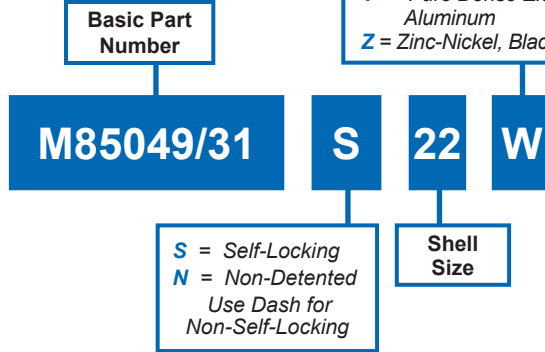 Basic Part
Number
Aluminum
Z = Zinc-Nickel,
M85049/31
S
22
W
S = Self-Locking
N = Non-Detented
Use Dash for
Non-Self-Locking
Shell
Size